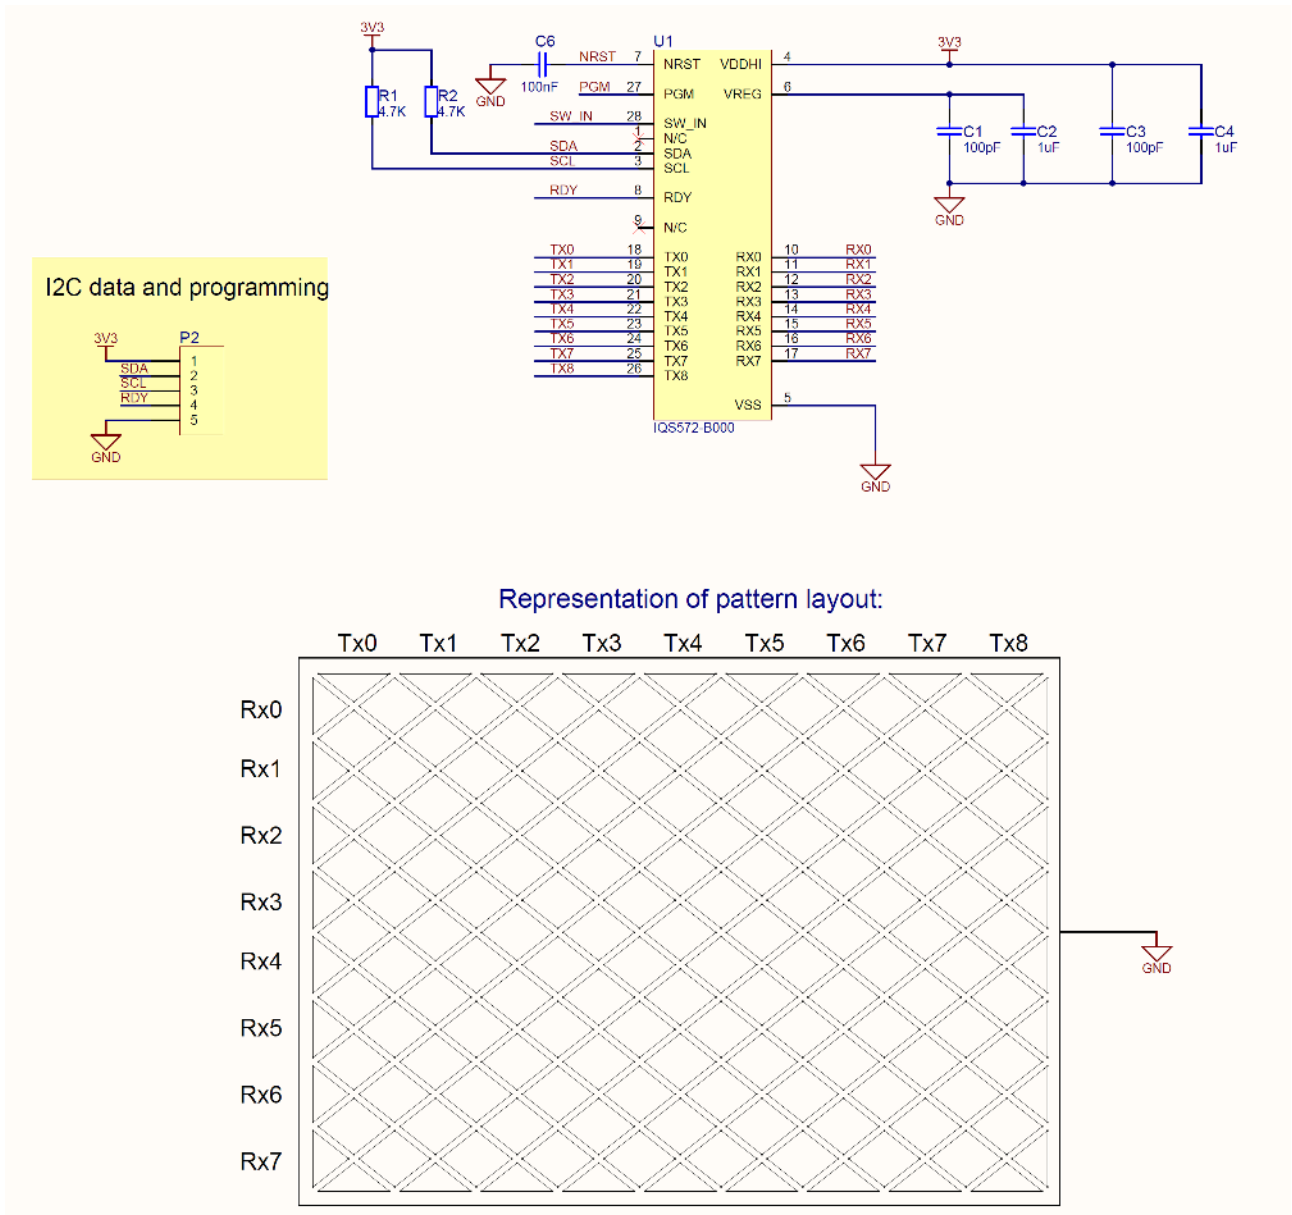 3V3
R1
4.7K
R2
4.7K
C6
100nF
GND
NRST 7
PGM 27
SW_IN 28
1
SDA 2
SCL 3
RDY 8
9
TX0 18
TX1 19
TX2 20
TX3 21
TX4 22
TX5 23
TX6 24
TX7 25
TX8 26
U1
NRST VDDHI
PGM VREG
SW_IN
N/C
SDA
SCL
RDY
N/C
TX0 RX0
TX1 RX1
TX2 RX2
TX3 RX3
TX4 RX4
TX5 RX5
TX6 RX6
TX7 RX7
TX8
VSS
IQS572-B000
4
6
10 RX0
11 RX1
12 RX2
13 RX3
14 RX4
15 RX5
16 RX6
17 RX7
5
GND
3V3
C1
100pF
C2
1uF
C3
100pF
C4
1uF
GND
I2C data and programming
3V3
P2
1
SDA 2
SCL 3
RDY 4
5
GND
Representation of pattern layout:
Tx0 Tx1 Tx2 Tx3 Tx4 Tx5 Tx6 Tx7 Tx8
Rx0
Rx1
Rx2
Rx3
Rx4
Rx5
Rx6
Rx7
GND